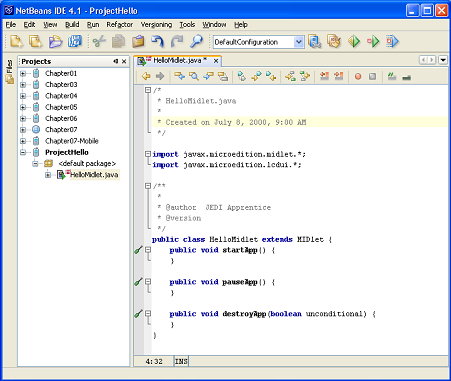 NetBeans IDE 4.1 - ProjectHello
File Edit View Navigate Source Build Run Refactor Versioning Tools Window Help
DefaultConfiguration
Files
Projects
Chapter01
Chapter03
Chapter04
Chapter05
Chapter06
Chapter07
Chapter07-Mobile
ProjectHello
<default package>
HelloMidlet.java
HelloMidlet.java *
/*
* HelloMidlet.java
*
* Created on July 8, 2000, 9:08 AM
*/
import javax.microedition.midlet.*;
import javax.microedition.lcdui.*;
/**
*
* @author JEDI Apprentice
* @version
*/
public class HelloMidlet extends MIDlet {
public void startApp() {
}
public void pauseApp() {
}
public void destroyApp(boolean unconditional) {
}
}
4:32 INS